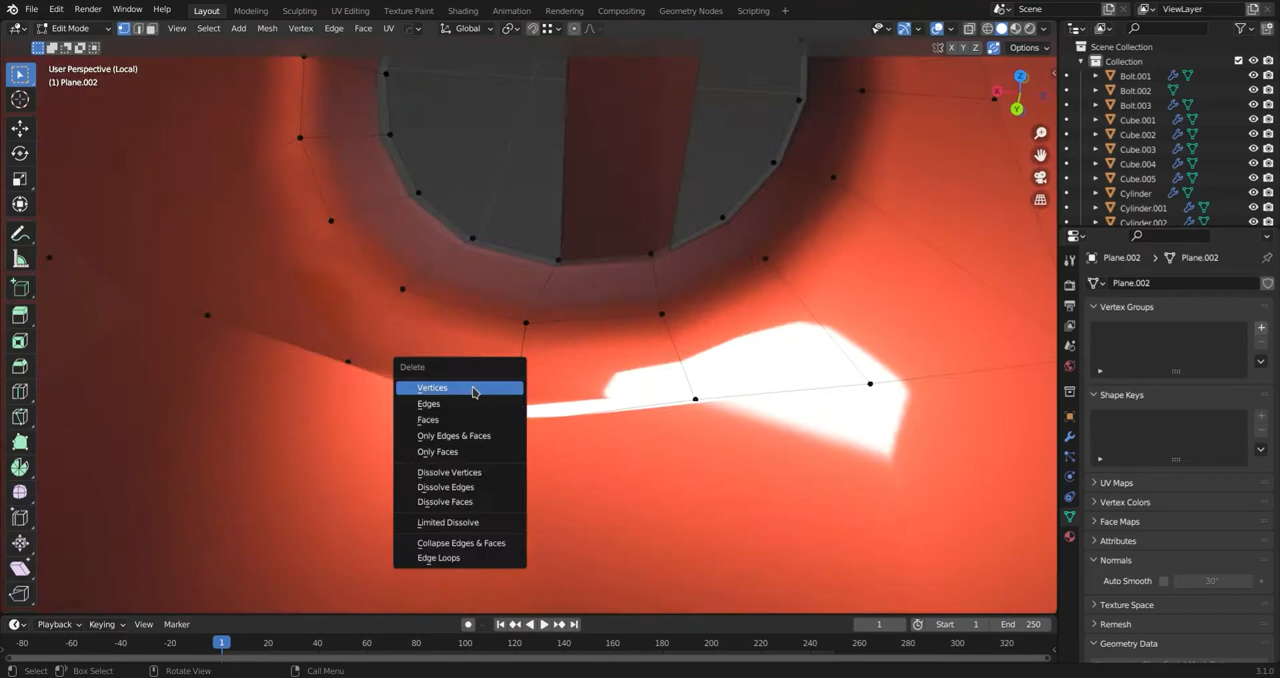 File Edit Render Window Help Layout Modeling Sculpting UV Editing Texture Paint Shading Animation Rendering Compositing Geometry Nodes Scripting + Scene ViewLayer
Edit Mode View Select Add Mesh Vertex Edge Face UV Global
X Y Z Options
User Perspective (Local)
(1) Plane.002
Z
X
Y
Scene Collection
Collection
Bolt.001
Bolt.002
Bolt.003
Cube.001
Cube.002
Cube.003
Cube.004
Cube.005
Cylinder
Cylinder.001
Cylinder.002
Plane.002 > Plane.002
Plane.002
Vertex Groups
Shape Keys
UV Maps
Vertex Colors
Face Maps
Attributes
Normals
Auto Smooth 30°
Texture Space
Remesh
Geometry Data
Delete
Vertices
Edges
Faces
Only Edges & Faces
Only Faces
Dissolve Vertices
Dissolve Edges
Dissolve Faces
Limited Dissolve
Collapse Edges & Faces
Edge Loops
Playback Keying View Marker 1 Start 1 End 250
-80 -60 -40 -20 1 20 40 60 80 100 120 140 160 180 200 220 240 260 280 300 320
Select Box Select Rotate View Call Menu 3.1.0